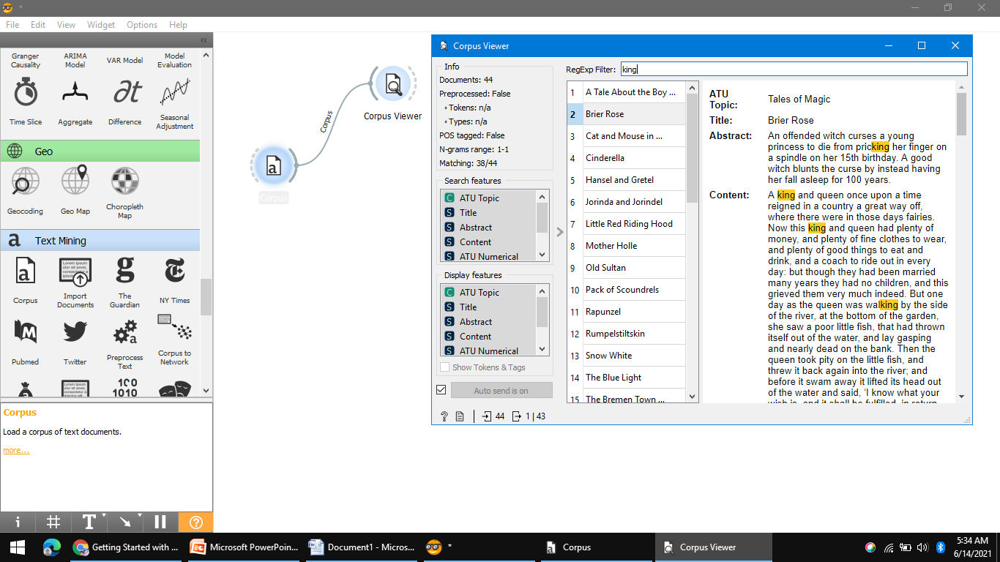 *
File Edit View Widget Options Help
Granger Causality
ARIMA Model
VAR Model
Model Evaluation
Time Slice
Aggregate
Difference
Seasonal Adjustment
Geo
Geocoding
Geo Map
Choropleth Map
Text Mining
Corpus
Import Documents
The Guardian
NY Times
Pubmed
Twitter
Preprocess Text
Corpus to Network
Corpus
Load a corpus of text documents.
more...
Corpus
Corpus
Corpus Viewer
Corpus Viewer
Info
Documents: 44
Preprocessed: False
◦ Tokens: n/a
◦ Types: n/a
POS tagged: False
N-grams range: 1-1
Matching: 38/44
Search features
C ATU Topic
S Title
S Abstract
S Content
S ATU Numerical
Display features
C ATU Topic
S Title
S Abstract
S Content
S ATU Numerical
Show Tokens & Tags
Auto send is on
? 44 1 | 43
RegExp Filter: king
1 A Tale About the Boy ...
2 Brier Rose
3 Cat and Mouse in ...
4 Cinderella
5 Hansel and Gretel
6 Jorinda and Jorindel
7 Little Red Riding Hood
8 Mother Holle
9 Old Sultan
10 Pack of Scoundrels
11 Rapunzel
12 Rumpelstiltskin
13 Snow White
14 The Blue Light
15 The Bremen Town ...
ATU Topic: Tales of Magic
Title: Brier Rose
Abstract: An offended witch curses a young
princess to die from pricking her finger on
a spindle on her 15th birthday. A good
witch blunts the curse by instead having
her fall asleep for 100 years.
Content: A king and queen once upon a time
reigned in a country a great way off,
where there were in those days fairies.
Now this king and queen had plenty of
money, and plenty of fine clothes to wear,
and plenty of good things to eat and
drink, and a coach to ride out in every
day: but though they had been married
many years they had no children, and this
grieved them very much indeed. But one
day as the queen was walking by the side
of the river, at the bottom of the garden,
she saw a poor little fish, that had thrown
itself out of the water, and lay gasping
and nearly dead on the bank. Then the
queen took pity on the little fish, and
threw it back again into the river; and
before it swam away it lifted its head out
of the water and said, ‘I know what your
wish is, and it shall be fulfilled, in return
Getting Started with ...
Microsoft PowerPoin...
Document1 - Micros...
*
Corpus
Corpus Viewer
5:34 AM
6/14/2021